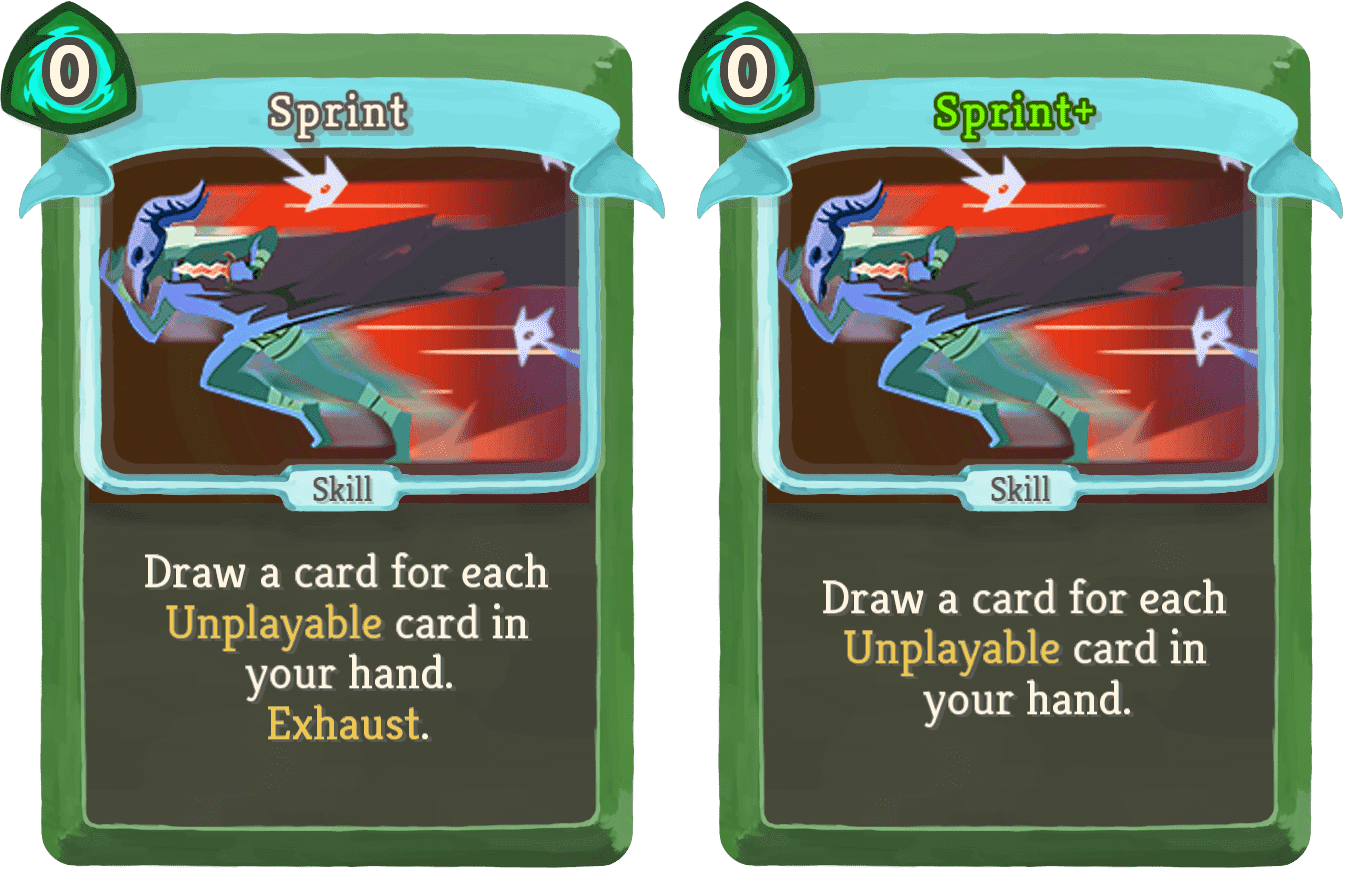 0
Sprint
Skill
Draw a card for each
Unplayable card in
your hand.
Exhaust.
0
Sprint+
Skill
Draw a card for each
Unplayable card in
your hand.